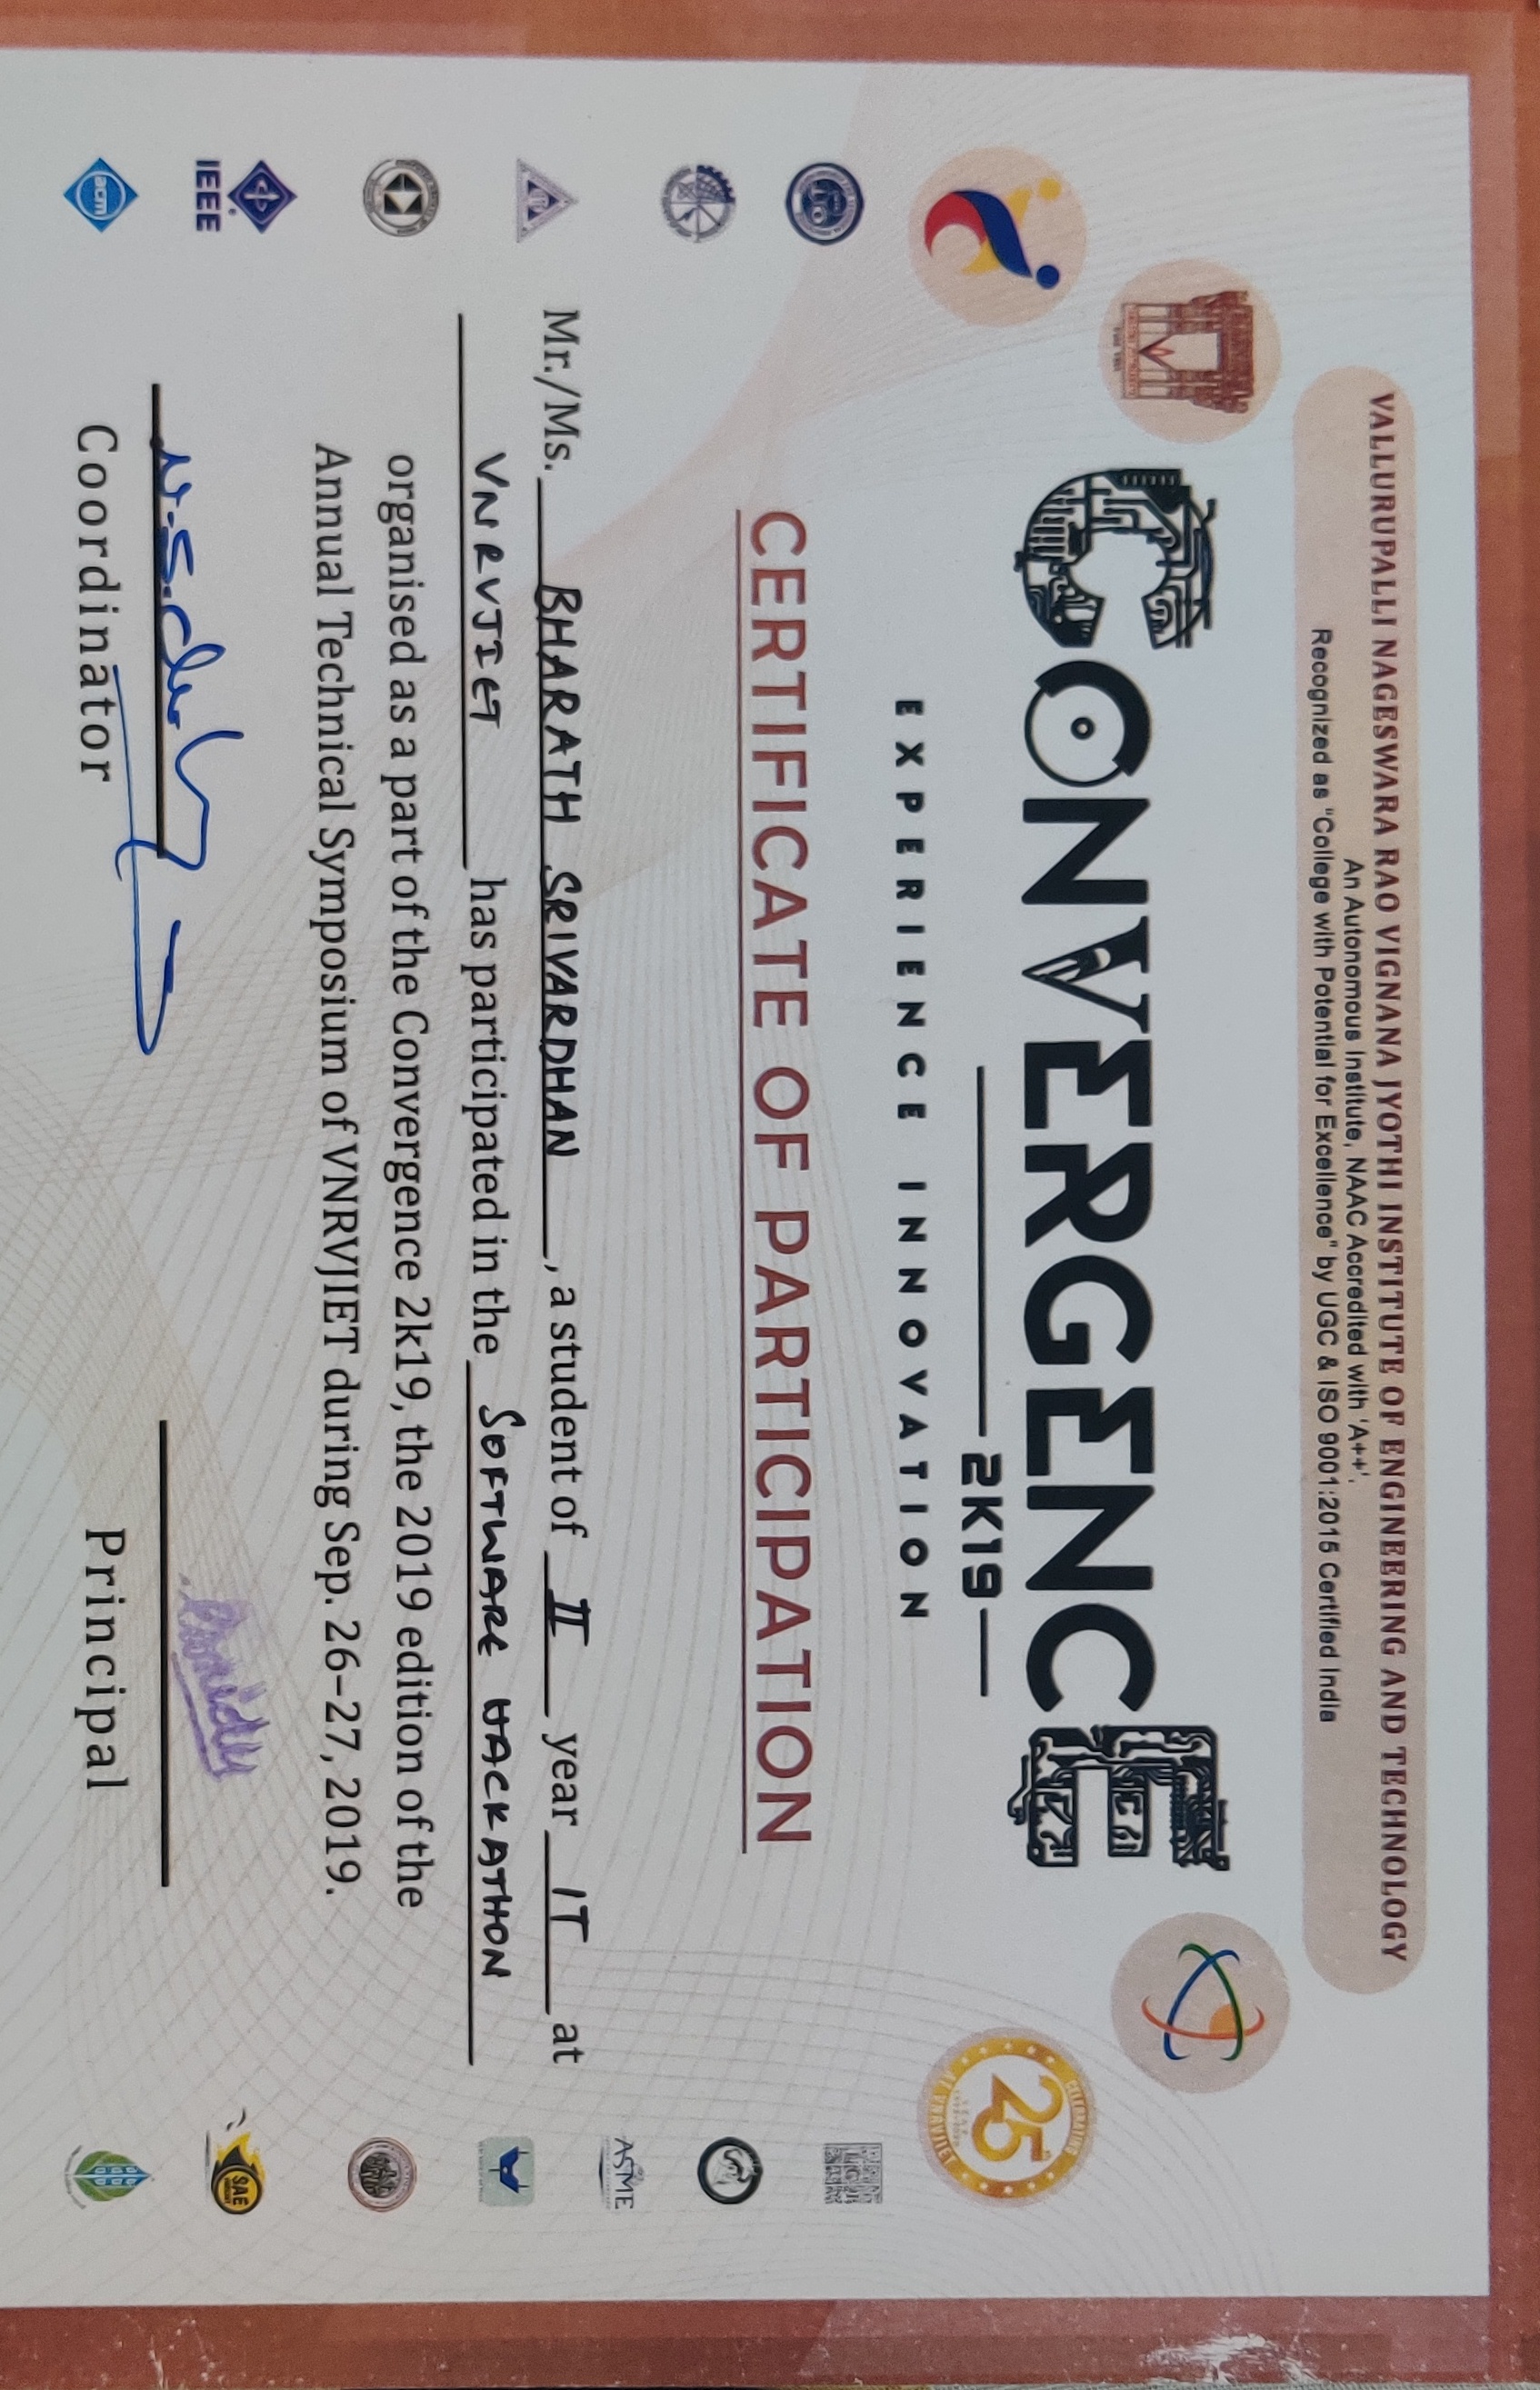 VALLURUPALLI NAGESWARA RAO VIGNANA JYOTHI INSTITUTE OF ENGINEERING AND TECHNOLOGY
An Autonomous Institute, NAAC Accredited with 'A++',
Recognized as "College with Potential for Excellence" by UGC & ISO 9001:2015 Certified India
CONVERGENCE
2K19
EXPERIENCE INNOVATION
25
CERTIFICATE OF PARTICIPATION
Mr./Ms. BHARATH SRIVARDHAN, a student of II year IT at
VNRVJIET has participated in the SOFTWARE HACKATHON
organised as a part of the Convergence 2k19, the 2019 edition of the
Annual Technical Symposium of VNRVJIET during Sep. 26-27, 2019.
Coordinator
Principal
IEEE
acm
ASME
SAE